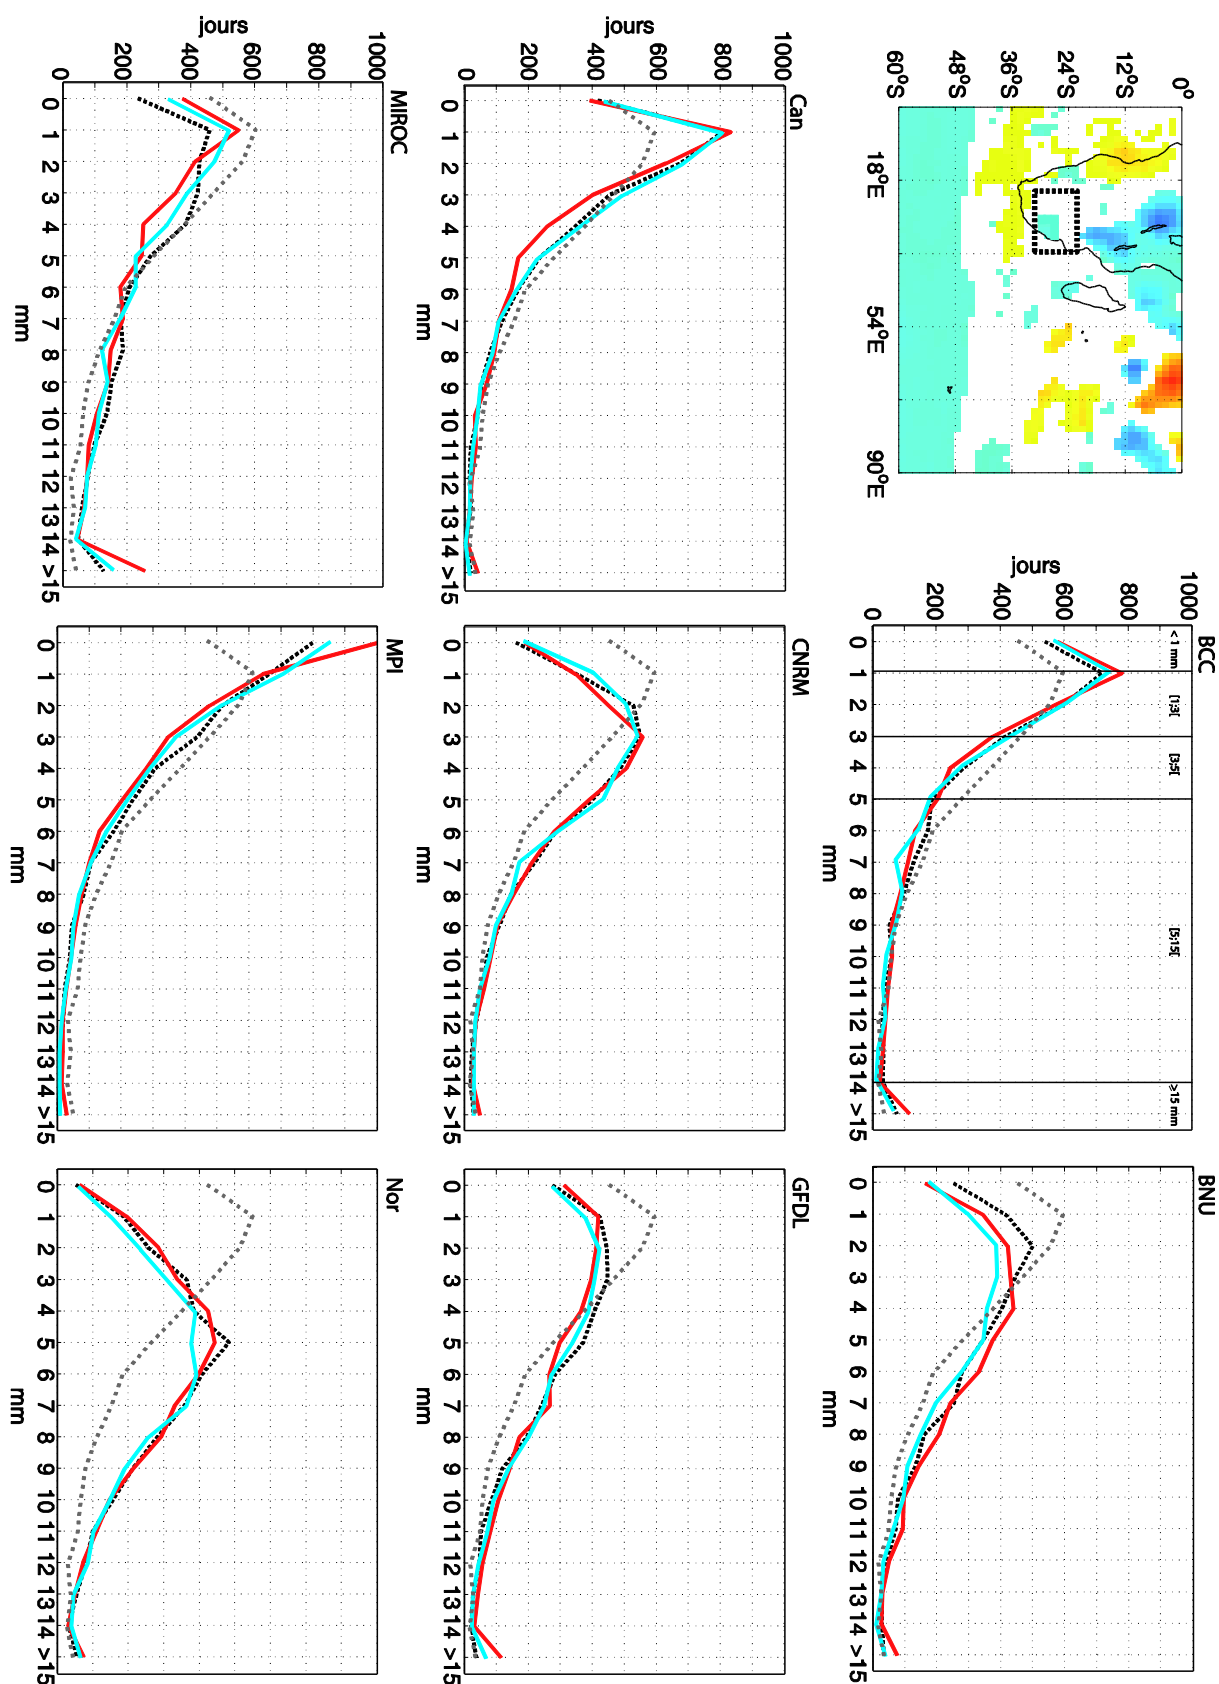 0°
12°S
24°S
36°S
48°S
60°S
18°E
54°E
90°E
BCC
<1 mm
[1;3[
[3;5[
[5;15[
≥15 mm
jours
1000
800
600
400
200
0
0 1 2 3 4 5 6 7 8 9 10 11 12 13 14 >15
mm
BNU
0 1 2 3 4 5 6 7 8 9 10 11 12 13 14 >15
mm
Can
jours
1000
800
600
400
200
0
0 1 2 3 4 5 6 7 8 9 10 11 12 13 14 >15
mm
CNRM
0 1 2 3 4 5 6 7 8 9 10 11 12 13 14 >15
mm
GFDL
0 1 2 3 4 5 6 7 8 9 10 11 12 13 14 >15
mm
jours
1000
800
600
400
200
0
0 1 2 3 4 5 6 7 8 9 10 11 12 13 14 >15
MIROC
mm
0 1 2 3 4 5 6 7 8 9 10 11 12 13 14 >15
MPI
mm
0 1 2 3 4 5 6 7 8 9 10 11 12 13 14 >15
Nor
mm